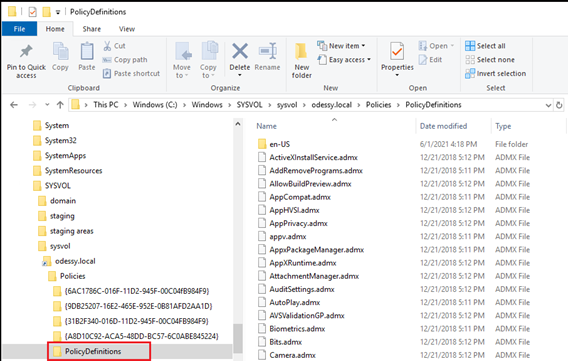 PolicyDefinitions
File
Home
Share
View
Pin to Quick access
Copy
Paste
Cut
Copy path
Paste shortcut
Clipboard
Move to
Copy to
Delete
Rename
Organize
New folder
New item
Easy access
New
Properties
Open
Edit
History
Open
Select all
Select none
Invert selection
Select
This PC > Windows (C:) > Windows > SYSVOL > sysvol > odessy.local > Policies > PolicyDefinitions
System
System32
SystemApps
SystemResources
SYSVOL
domain
staging
staging areas
sysvol
odessy.local
Policies
{6AC1786C-016F-11D2-945F-00C04FB984F9}
{9DB25207-16E2-465E-952E-0B81AFD2AA1D}
{31B2F340-016D-11D2-945F-00C04FB984F9}
{A8D10C92-ACA5-48DD-BC57-6C0ABE845224}
PolicyDefinitions
Name Date modified Type
en-US 6/1/2021 4:18 PM File folder
ActiveXInstallService.admx 12/21/2018 5:12 PM ADMX File
AddRemovePrograms.admx 12/21/2018 5:11 PM ADMX File
AllowBuildPreview.admx 12/21/2018 5:12 PM ADMX File
AppCompat.admx 12/21/2018 5:11 PM ADMX File
AppHVSI.admx 12/21/2018 5:12 PM ADMX File
AppPrivacy.admx 12/21/2018 5:12 PM ADMX File
appv.admx 12/21/2018 5:12 PM ADMX File
AppxPackageManager.admx 12/21/2018 5:11 PM ADMX File
AppXRuntime.admx 12/21/2018 5:12 PM ADMX File
AttachmentManager.admx 12/21/2018 5:12 PM ADMX File
AuditSettings.admx 12/21/2018 5:12 PM ADMX File
AutoPlay.admx 12/21/2018 5:11 PM ADMX File
AVSValidationGP.admx 12/21/2018 5:12 PM ADMX File
Biometrics.admx 12/21/2018 5:11 PM ADMX File
Bits.admx 12/21/2018 5:12 PM ADMX File
Camera.admx 12/21/2018 5:12 PM ADMX File